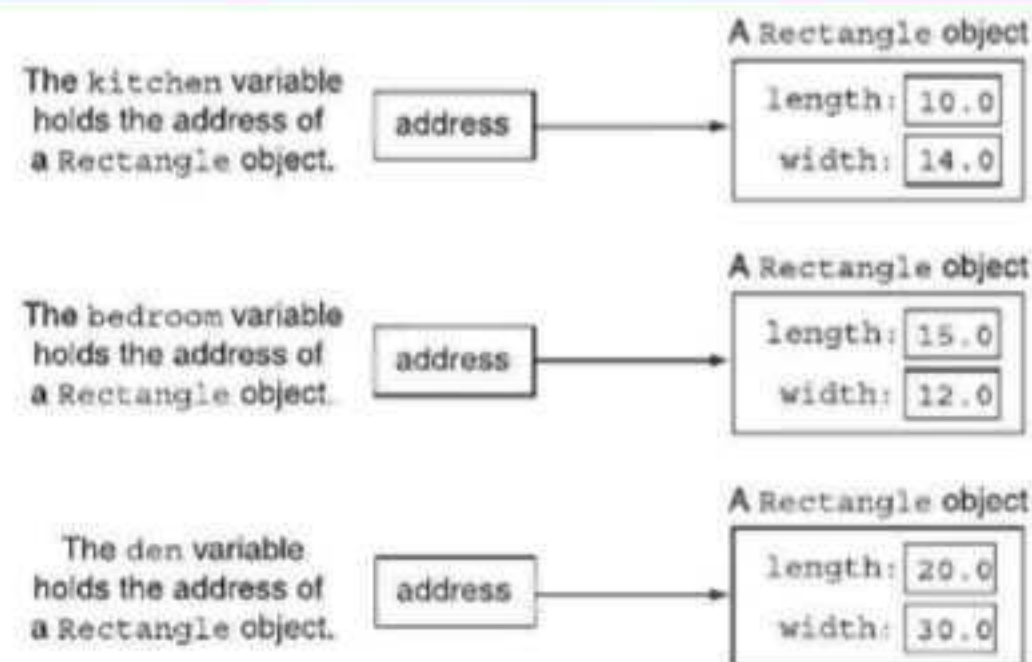 A Rectangle object
The kitchen variable
holds the address of
a Rectangle object.
address
length: 10.0
width: 14.0
A Rectangle object
The bedroom variable
holds the address of
a Rectangle object.
address
length: 15.0
width: 12.0
A Rectangle object
The den variable
holds the address of
a Rectangle object.
address
length: 20.0
width: 30.0